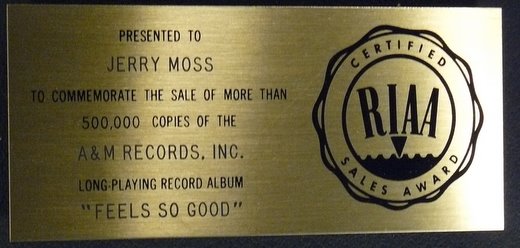 PRESENTED TO
JERRY MOSS
TO COMMEMORATE THE SALE OF MORE THAN
500,000 COPIES OF THE
A&M RECORDS, INC.
LONG-PLAYING RECORD ALBUM
"FEELS SO GOOD"
CERTIFIED
RIAA
SALES AWARD